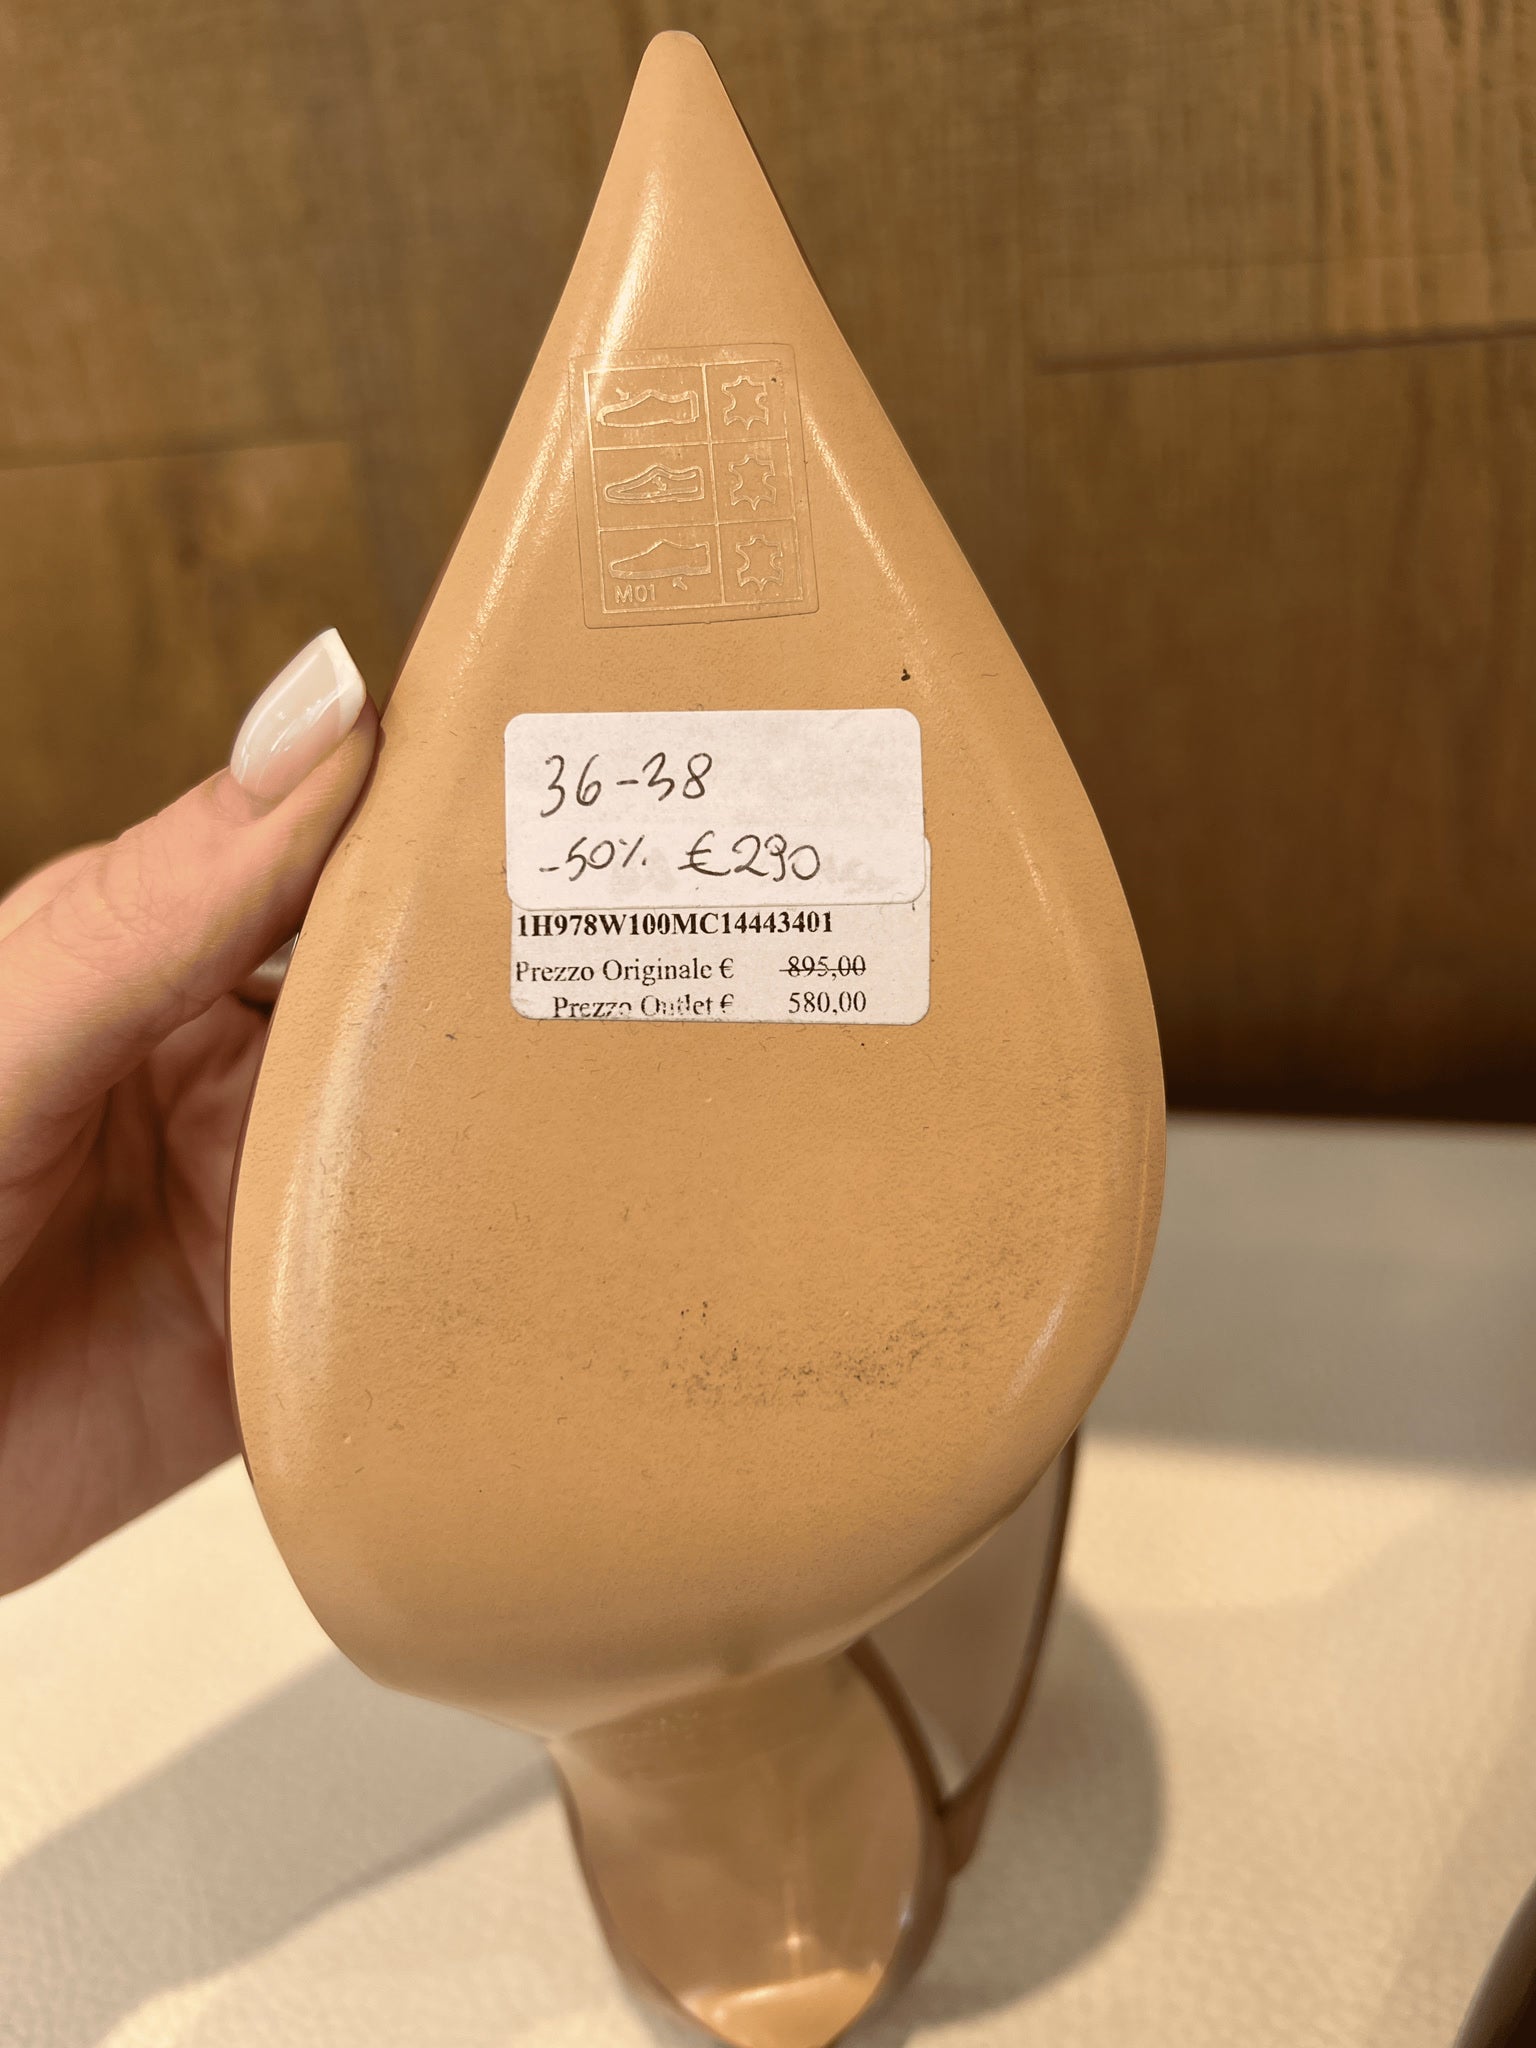 M01
36-38
-50% €290
1H978W100MC14443401
Prezzo Originale € 895,00
Prezzo Outlet € 580,00